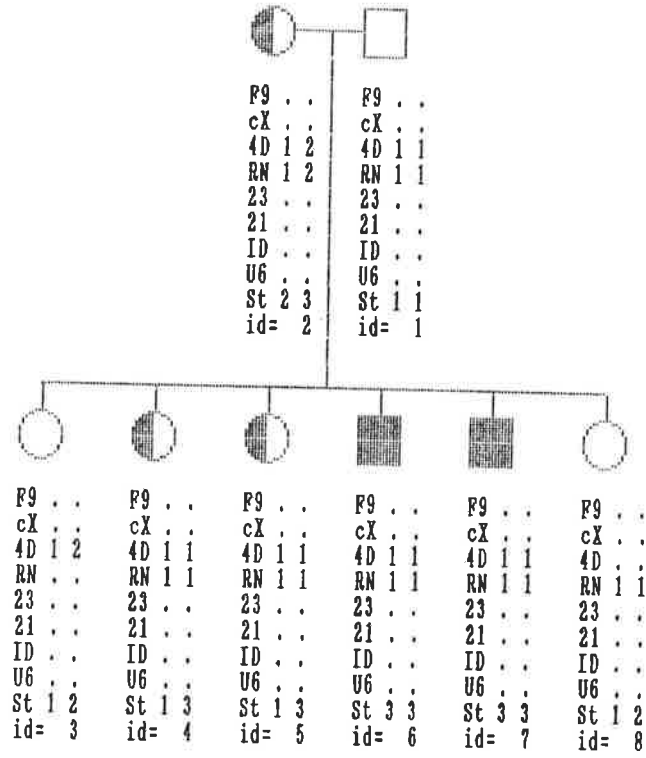 F9 . .
cX . .
4D 1 2
RN 1 2
23 . .
21 . .
ID . .
U6 . .
St 2 3
id= 2
F9 . .
cX . .
4D 1 1
RN 1 1
23 . .
21 . .
ID . .
U6 . .
St 1 1
id= 1
F9 . .
cX . .
4D 1 2
RN . .
23 . .
21 . .
ID . .
U6 . .
St 1 2
id= 3
F9 . .
cX . .
4D 1 1
RN 1 1
23 . .
21 . .
ID . .
U6 . .
St 1 3
id= 4
F9 . .
cX . .
4D 1 1
RN 1 1
23 . .
21 . .
ID . .
U6 . .
St 1 3
id= 5
F9 . .
cX . .
4D 1 1
RN 1 1
23 . .
21 . .
ID . .
U6 . .
St 3 3
id= 6
F9 . .
cX . .
4D 1 1
RN 1 1
23 . .
21 . .
ID . .
U6 . .
St 3 3
id= 7
F9 . .
cX . .
4D . .
RN 1 1
23 . .
21 . .
ID . .
U6 . .
St 1 2
id= 8